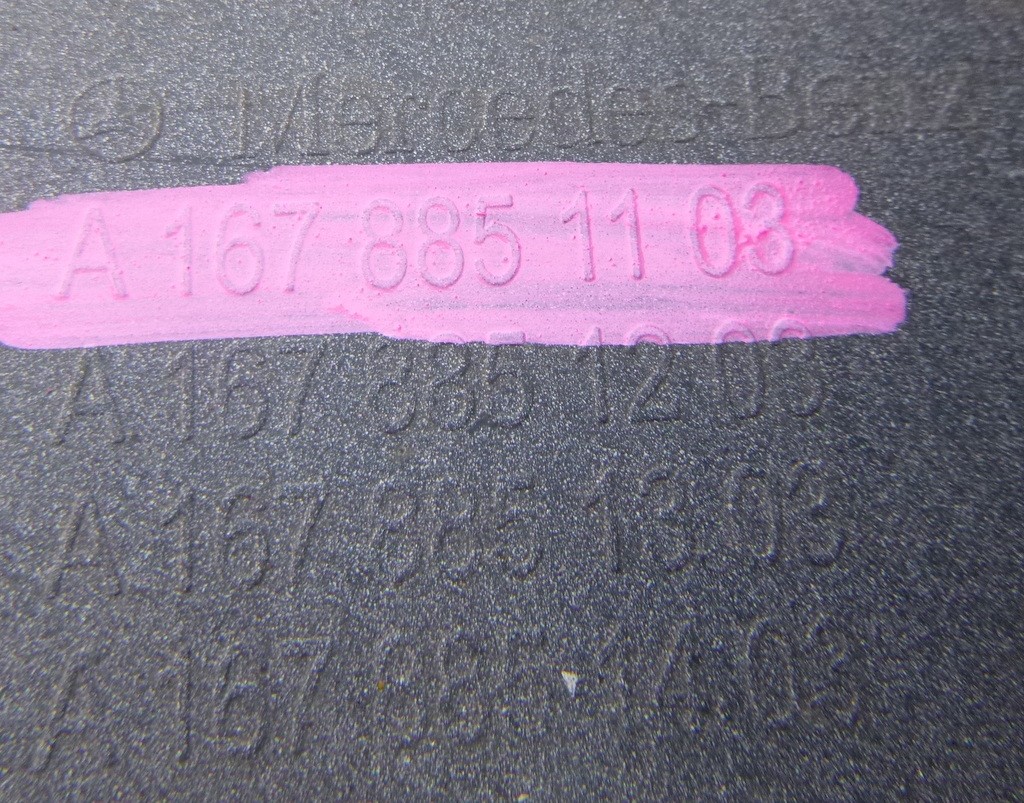 Mercedes-Benz
A 167 885 11 03
A 167 885 12 03
A 167 885 13 03
A 167 885 14 03